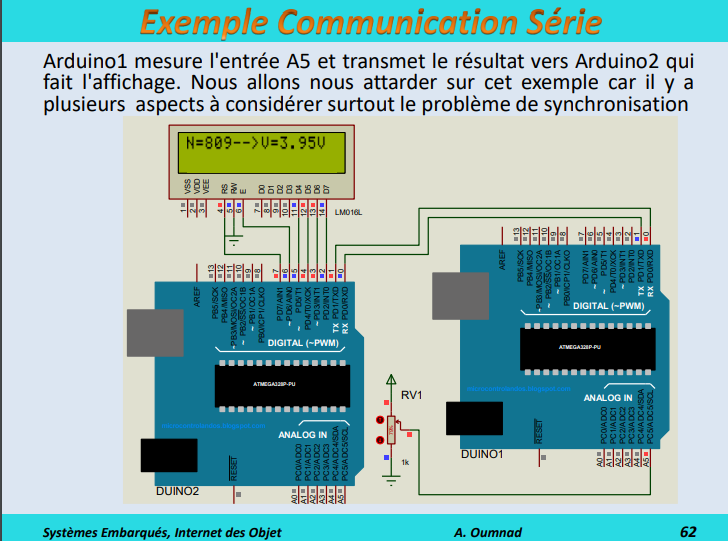 Exemple Communication Série
Arduino1 mesure l'entrée A5 et transmet le résultat vers Arduino2 qui
fait l'affichage. Nous allons nous attarder sur cet exemple car il y a
plusieurs aspects à considérer surtout le problème de synchronisation
N=809-->V=3.95V
VSS
VDD
VEE
RS
RW
E
D0
D1
D2
D3
D4
D5
D6
D7
1
2
3
4
5
6
7
8
9
10
11
12
13
14
LM016L
AREF
13
12
11
10
9
8
7
6
5
4
3
2
1
0
PB5/SCK
PB4/MISO
~PB3/MOSI/OC2A
~PB2/SS/OC1B
~PB1/OC1A
PB0/ICP1/CLKO
PD7/AIN1
~PD6/AIN0
~PD5/T1
PD4/T0/XCK
~PD3/INT1
PD2/INT0
PD1/TXD
PD0/RXD
TX
RX
DIGITAL (~PWM)
ATMEGA328P-PU
ANALOG IN
RESET
PC0/ADC0
PC1/ADC1
PC2/ADC2
PC3/ADC3
PC4/ADC4/SDA
PC5/ADC5/SCL
A0
A1
A2
A3
A4
A5
DUINO2
RV1
1k
AREF
13
12
11
10
9
8
7
6
5
4
3
2
1
0
PB5/SCK
PB4/MISO
~PB3/MOSI/OC2A
~PB2/SS/OC1B
~PB1/OC1A
PB0/ICP1/CLKO
PD7/AIN1
~PD6/AIN0
~PD5/T1
PD4/T0/XCK
~PD3/INT1
PD2/INT0
PD1/TXD
PD0/RXD
TX
RX
DIGITAL (~PWM)
ATMEGA328P-PU
ANALOG IN
RESET
PC0/ADC0
PC1/ADC1
PC2/ADC2
PC3/ADC3
PC4/ADC4/SDA
PC5/ADC5/SCL
A0
A1
A2
A3
A4
A5
DUINO1
Systèmes Embarqués, Internet des Objet
A. Oumnad
62